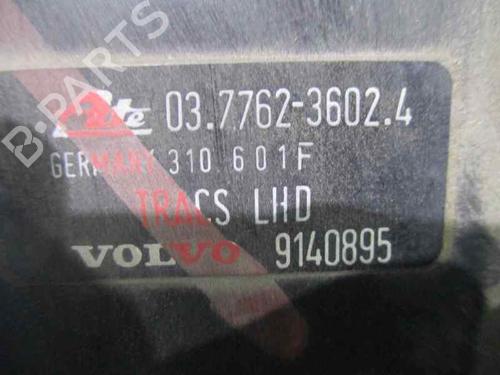 B-PARTS
Ate 03.7762-3602.4
GERMANY 310 601F
TRACS LHD
VOLVO 9140895